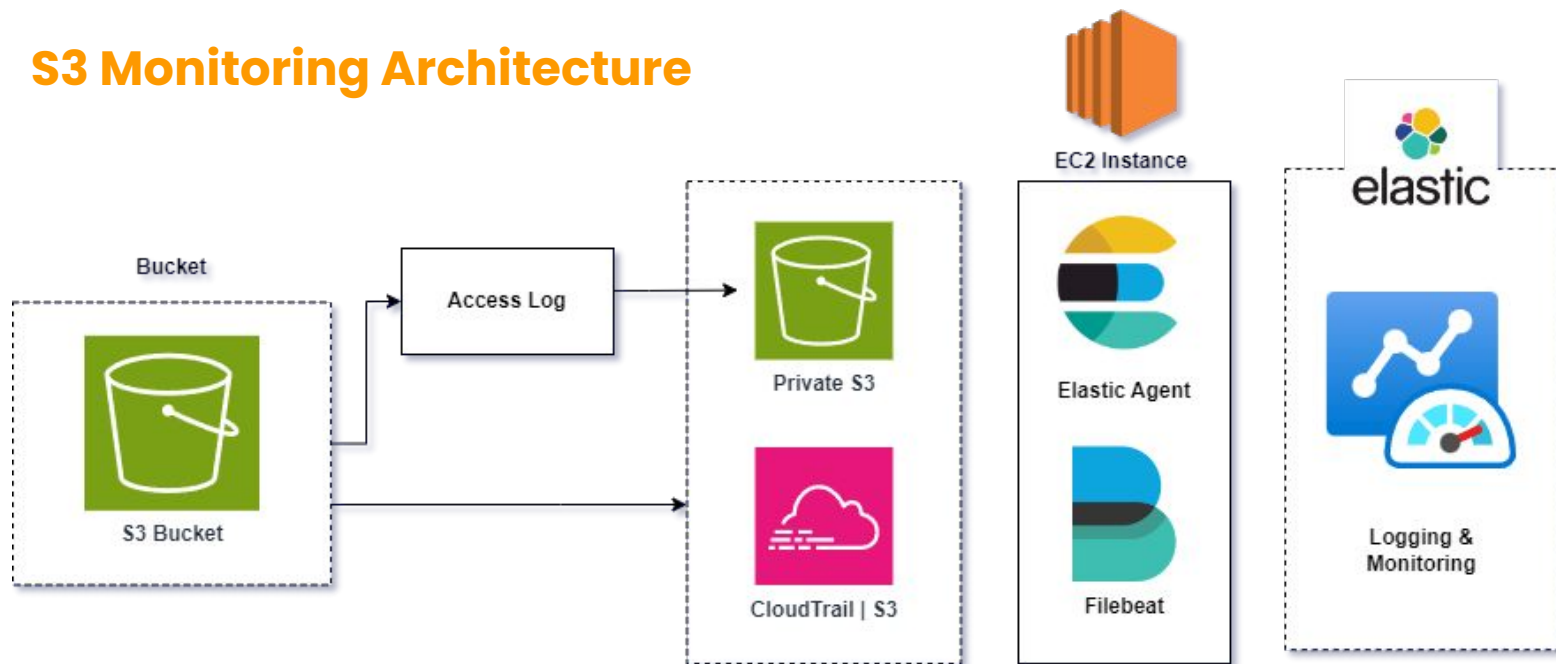 S3 Monitoring Architecture
EC2 Instance
elastic
Bucket
Access Log
Private S3
Elastic Agent
S3 Bucket
Logging &
Monitoring
CloudTrail | S3
Filebeat